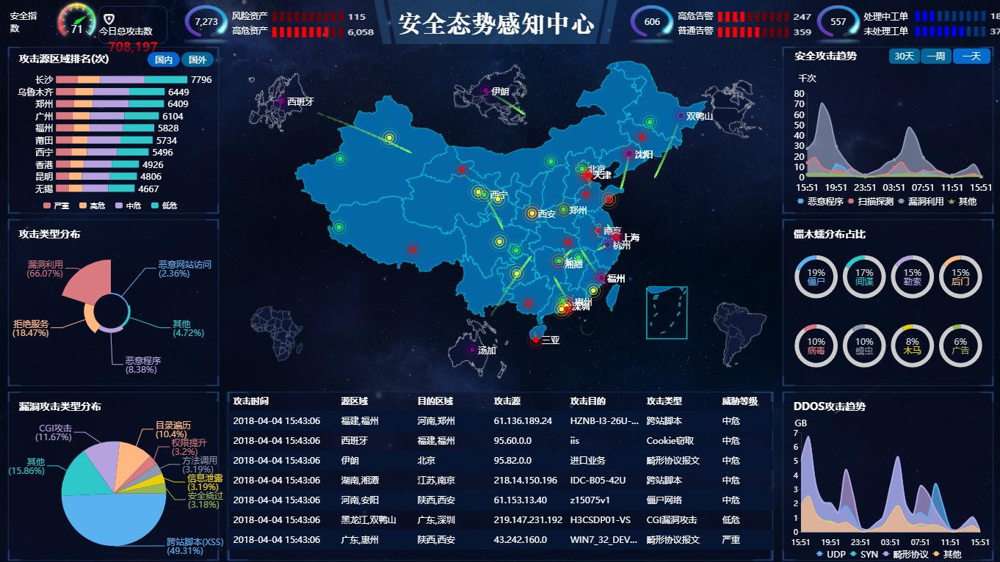 安全指数
71
今日总攻击数
708,197
7,273
风险资产 115
高危资产 6,058
安全态势感知中心
606
高危告警 247
普通告警 359
557
处理中工单
未处理工单
攻击源区域排名(次) 国内 国外
长沙 7796
乌鲁木齐 6449
郑州 6409
广州 6104
福州 5828
莆田 5734
西宁 5496
香港 4926
昆明 4806
无锡 4667
严重 高危 中危 低危
攻击类型分布
漏洞利用
(66.07%)
恶意网站访问
(2.36%)
拒绝服务
(18.47%)
其他
(4.72%)
恶意程序
(8.38%)
漏洞攻击类型分布
CGI攻击
(11.67%)
目录遍历
(10.4%)
权限提升
(3.2%)
方法调用
(3.19%)
信息泄露
(3.19%)
安全绕过
(3.18%)
其他
(15.86%)
跨站脚本(XSS)
(49.31%)
西班牙
伊朗
双鸭山
沈阳
北京
天津
西宁
西安
郑州
南京
上海
杭州
湘潭
福州
惠州
深圳
三亚
汤加
攻击时间 源区域 目的区域 攻击源 攻击目的 攻击类型 威胁等级
2018-04-04 15:43:06 福建,福州 河南,郑州 61.136.189.24 HZNB-I3-26U-... 跨站脚本 中危
2018-04-04 15:43:06 西班牙 福建,福州 95.60.0.0 iis Cookie窃取 中危
2018-04-04 15:43:06 伊朗 北京 95.82.0.0 进口业务 畸形协议报文 中危
2018-04-04 15:43:06 湖南,湘潭 江苏,南京 218.14.150.196 IDC-B05-42U 跨站脚本 中危
2018-04-04 15:43:06 河南,安阳 陕西,西安 61.153.13.40 z15075v1 僵尸网络 中危
2018-04-04 15:43:06 黑龙江,双鸭山 广东,深圳 219.147.231.192 H3CSDP01-VS CGI漏洞攻击 低危
2018-04-04 15:43:06 广东,惠州 陕西,西安 43.242.160.0 WIN7_32_DEV... 畸形协议报文 严重
安全攻击趋势 30天 一周 一天
千次
80
70
60
50
40
30
20
10
0
15:51 19:51 23:51 03:51 07:51 11:51 15:51
恶意程序 扫描探测 漏洞利用 其他
僵木蠕分布占比
19% 17% 15% 15%
僵尸 间谍 勒索 后门
10% 10% 8% 6%
病毒 蠕虫 木马 广告
DDOS攻击趋势
GB
7
6
5
4
3
2
1
0
15:51 19:51 23:51 03:51 07:51 11:51 15:51
UDP SYN 畸形协议 其他